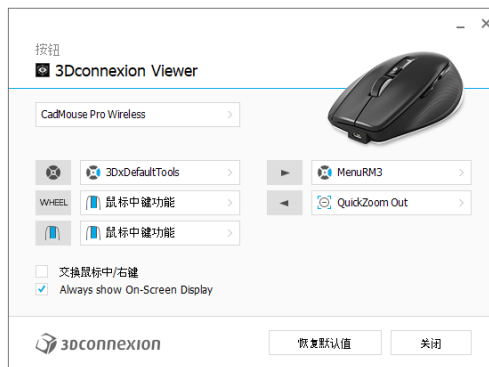 按钮
3Dconnexion Viewer
CadMouse Pro Wireless
3DxDefaultTools
MenuRM3
WHEEL
鼠标中键功能
QuickZoom Out
鼠标中键功能
交换鼠标中/右键
Always show On-Screen Display
3Dconnexion
恢复默认值
关闭